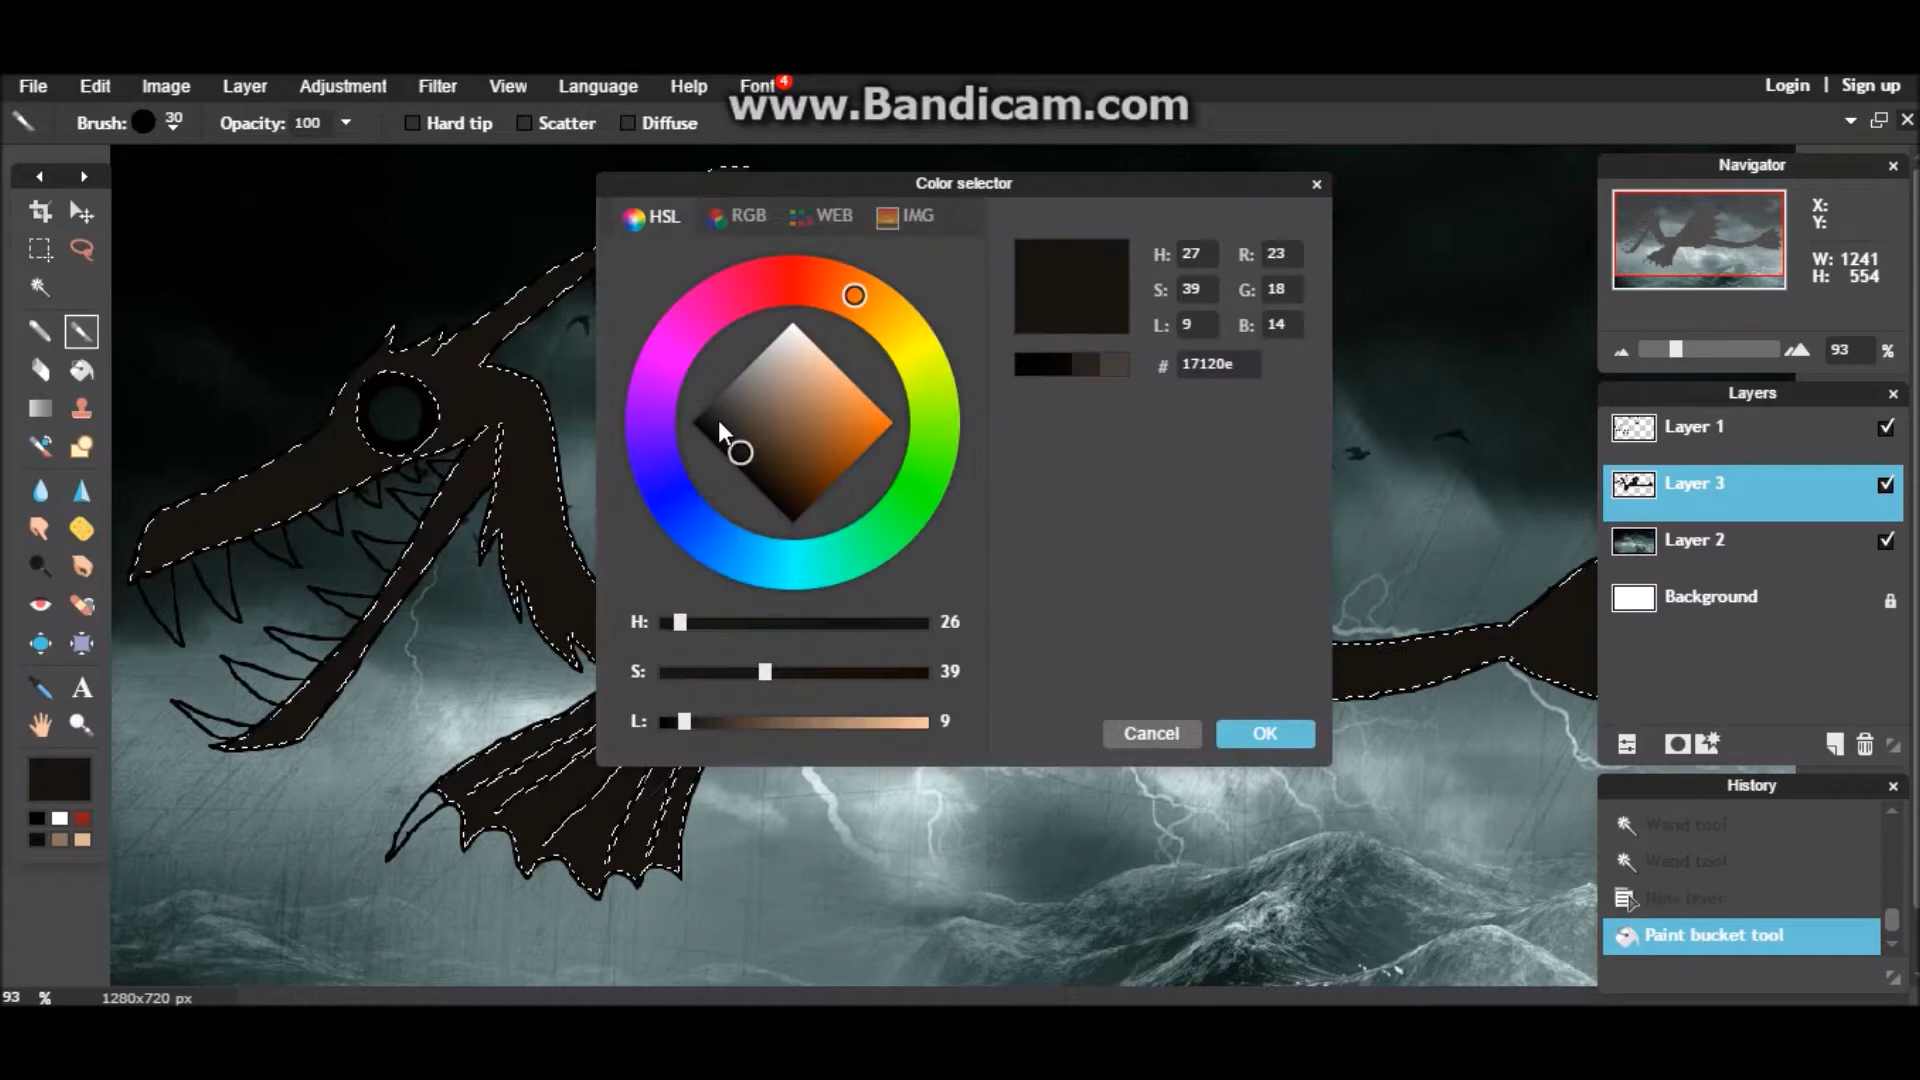 File Edit Image Layer Adjustment Filter View Language Help Font 4 Login | Sign up
www.Bandicam.com
Brush: 30 Opacity: 100 Hard tip Scatter Diffuse
Color selector
HSL RGB WEB IMG
H: 27 R: 23
S: 39 G: 18
L: 9 B: 14
# 17120e
H: 26
S: 39
L: 9
Cancel OK
Navigator
X:
Y:
W: 1241
H: 554
93 %
Layers
Layer 1
Layer 3
Layer 2
Background
History
Wand tool
Wand tool
New layer
Paint bucket tool
A
93 % 1280x720 px